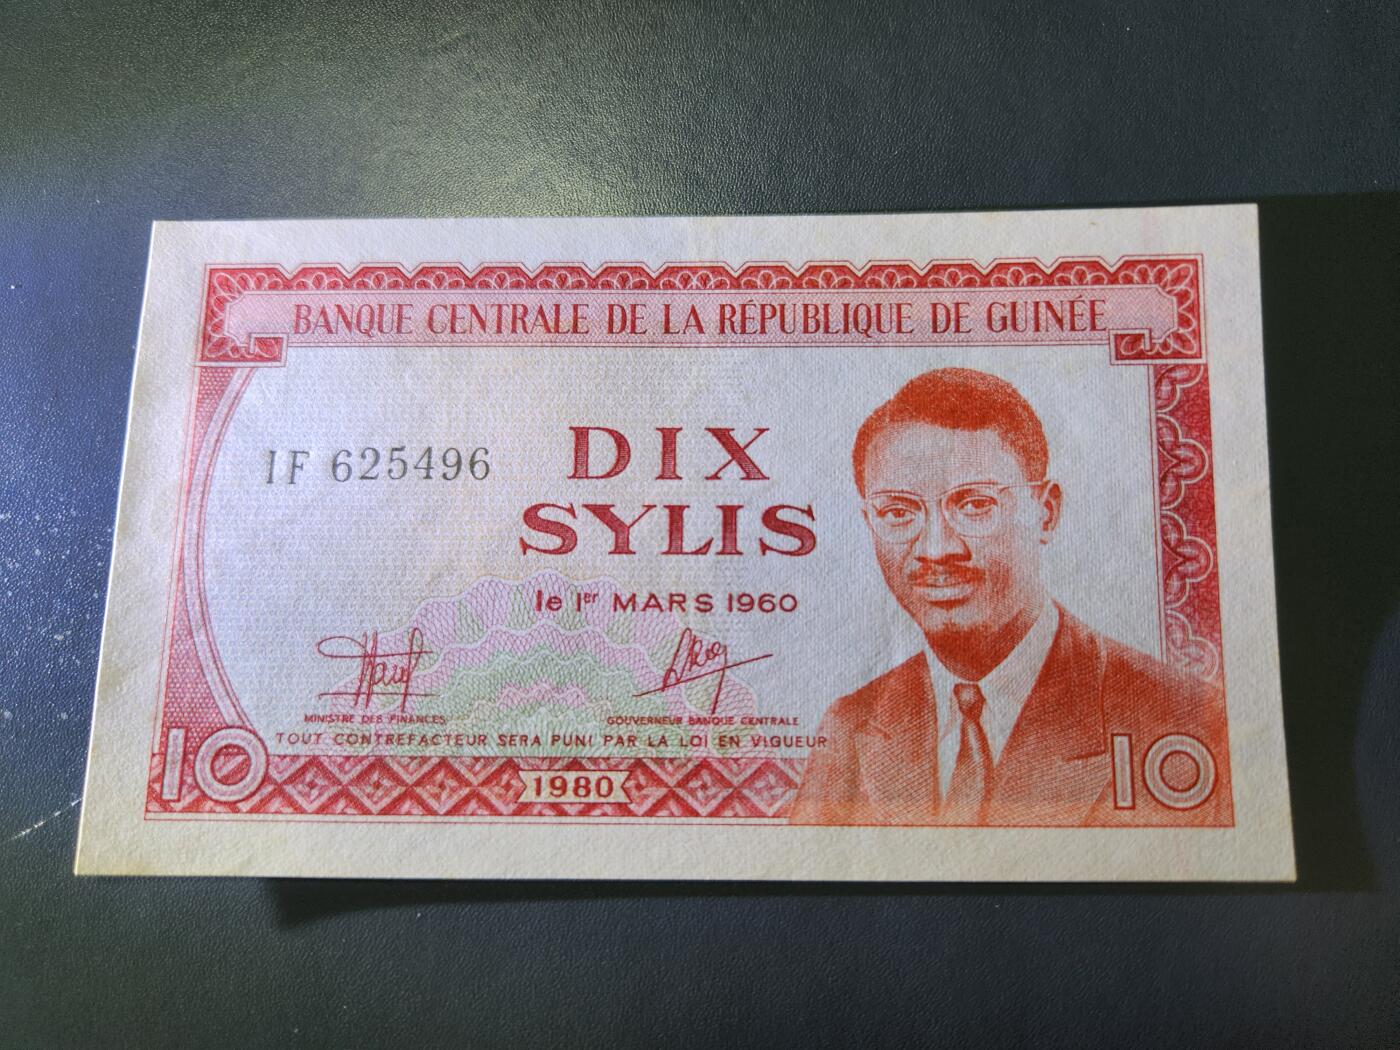 BANQUE CENTRALE DE LA RÉPUBLIQUE DE GUINÉE
IF 625496
DIX
SYLIS
le 1er MARS 1960
MINISTRE DES FINANCES
GOUVERNEUR BANQUE CENTRALE
TOUT CONTREFACTEUR SERA PUNI PAR LA LOI EN VIGUEUR
10
1980
10